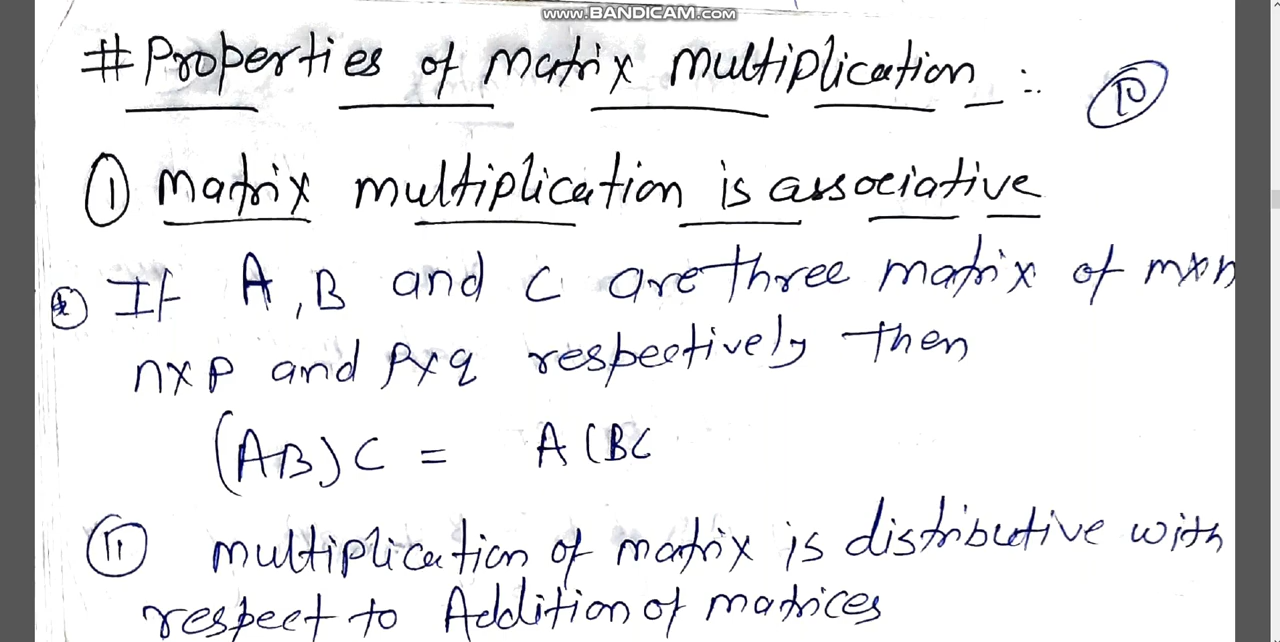 www.BANDICAM.com
# Properties of matrix multiplication :-
10
① matrix multiplication is associative
If A, B and C are three matrix of m×n
n×p and p×q respectively then
(AB)C = A(BC
(ii) multiplication of matrix is distributive with
respect to Addition of matrices